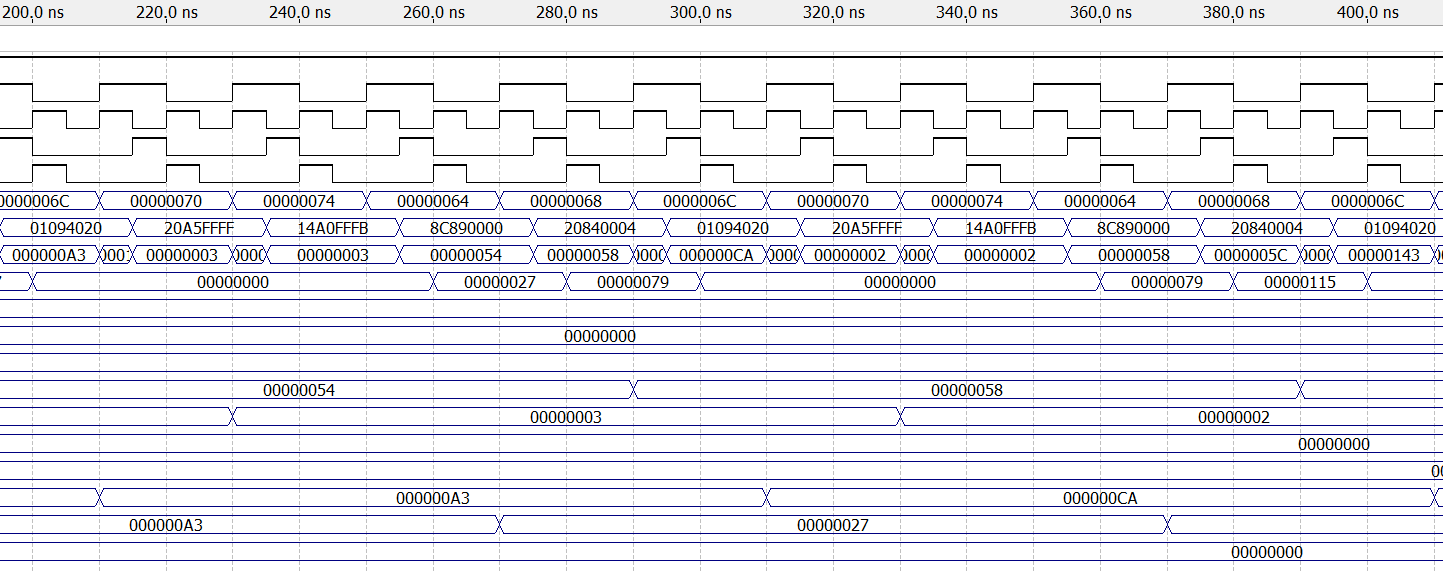 200.0 ns 220.0 ns 240.0 ns 260.0 ns 280.0 ns 300.0 ns 320.0 ns 340.0 ns 360.0 ns 380.0 ns 400.0 ns
0000006C 00000070 00000074 00000064 00000068 0000006C 00000070 00000074 00000064 00000068 0000006C
01094020 20A5FFFF 14A0FFFB 8C890000 20840004 01094020 20A5FFFF 14A0FFFB 8C890000 20840004 01094020
000000A3 00000003 00000003 00000054 00000058 000000CA 00000002 00000002 00000058 0000005C 00000143
00000000 00000027 00000079 00000000 00000079 00000115
00000000
00000054 00000058
00000003 00000002
00000000
000000A3 000000CA
000000A3 00000027
00000000